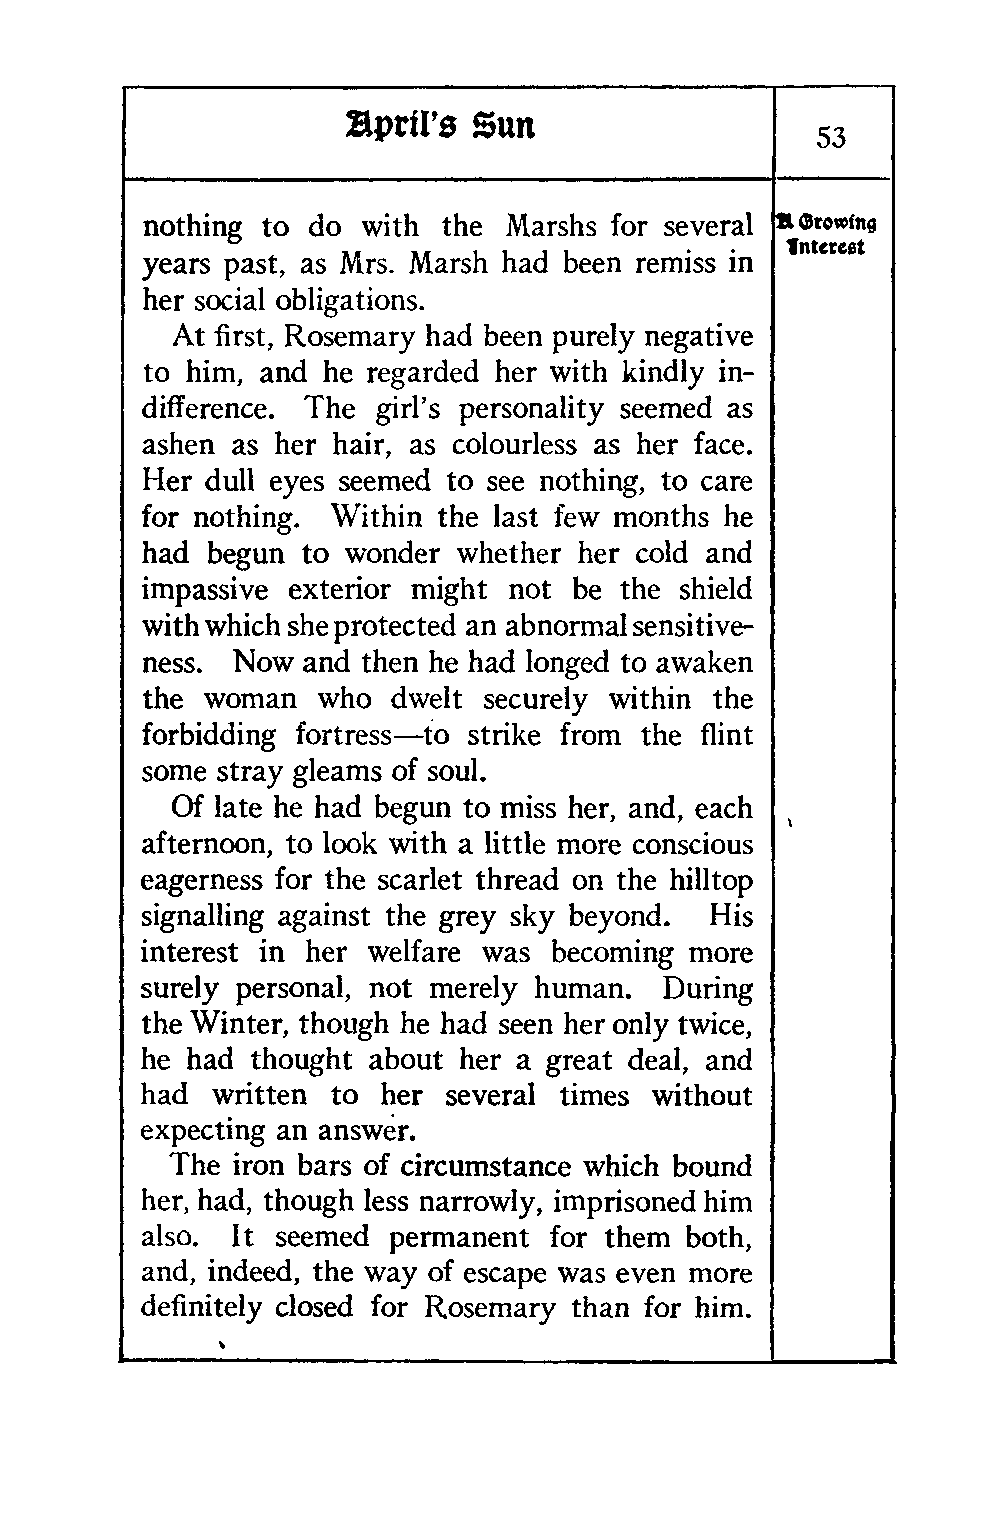 April's Sun
53
A Growing
Interest
nothing to do with the Marshs for several
years past, as Mrs. Marsh had been remiss in
her social obligations.
At first, Rosemary had been purely negative
to him, and he regarded her with kindly in-
difference. The girl's personality seemed as
ashen as her hair, as colourless as her face.
Her dull eyes seemed to see nothing, to care
for nothing. Within the last few months he
had begun to wonder whether her cold and
impassive exterior might not be the shield
with which she protected an abnormal sensitive-
ness. Now and then he had longed to awaken
the woman who dwelt securely within the
forbidding fortress—to strike from the flint
some stray gleams of soul.
Of late he had begun to miss her, and, each
afternoon, to look with a little more conscious
eagerness for the scarlet thread on the hilltop
signalling against the grey sky beyond. His
interest in her welfare was becoming more
surely personal, not merely human. During
the Winter, though he had seen her only twice,
he had thought about her a great deal, and
had written to her several times without
expecting an answer.
The iron bars of circumstance which bound
her, had, though less narrowly, imprisoned him
also. It seemed permanent for them both,
and, indeed, the way of escape was even more
definitely closed for Rosemary than for him.